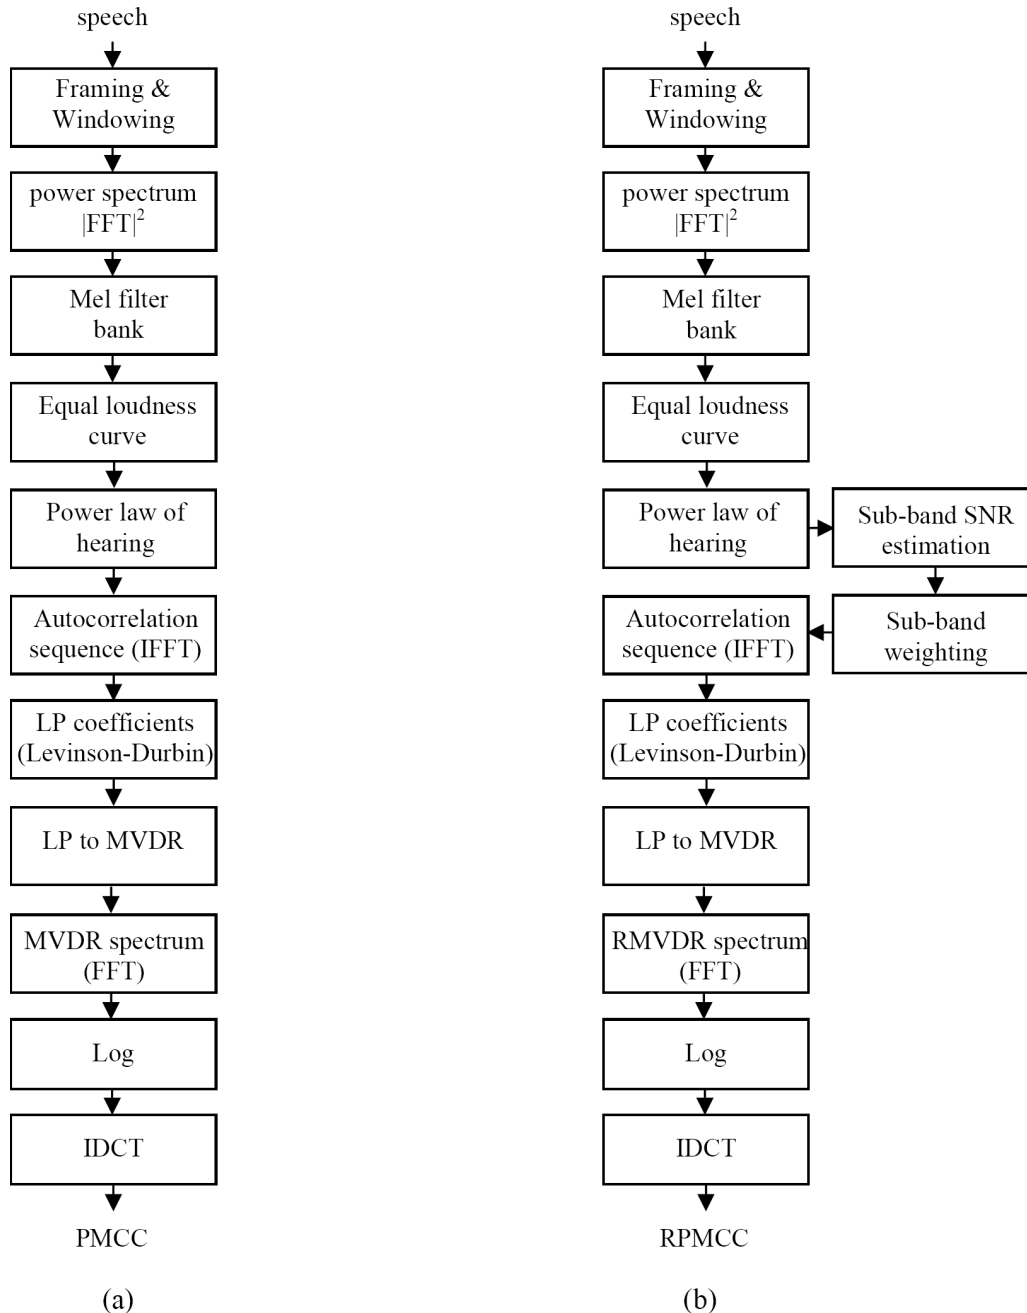 speech
Framing &
Windowing
power spectrum
|FFT|²
Mel filter
bank
Equal loudness
curve
Power law of
hearing
Autocorrelation
sequence (IFFT)
LP coefficients
(Levinson-Durbin)
LP to MVDR
MVDR spectrum
(FFT)
Log
IDCT
PMCC
(a)
speech
Framing &
Windowing
power spectrum
|FFT|²
Mel filter
bank
Equal loudness
curve
Power law of
hearing
Sub-band SNR
estimation
Sub-band
weighting
Autocorrelation
sequence (IFFT)
LP coefficients
(Levinson-Durbin)
LP to MVDR
RMVDR spectrum
(FFT)
Log
IDCT
RPMCC
(b)